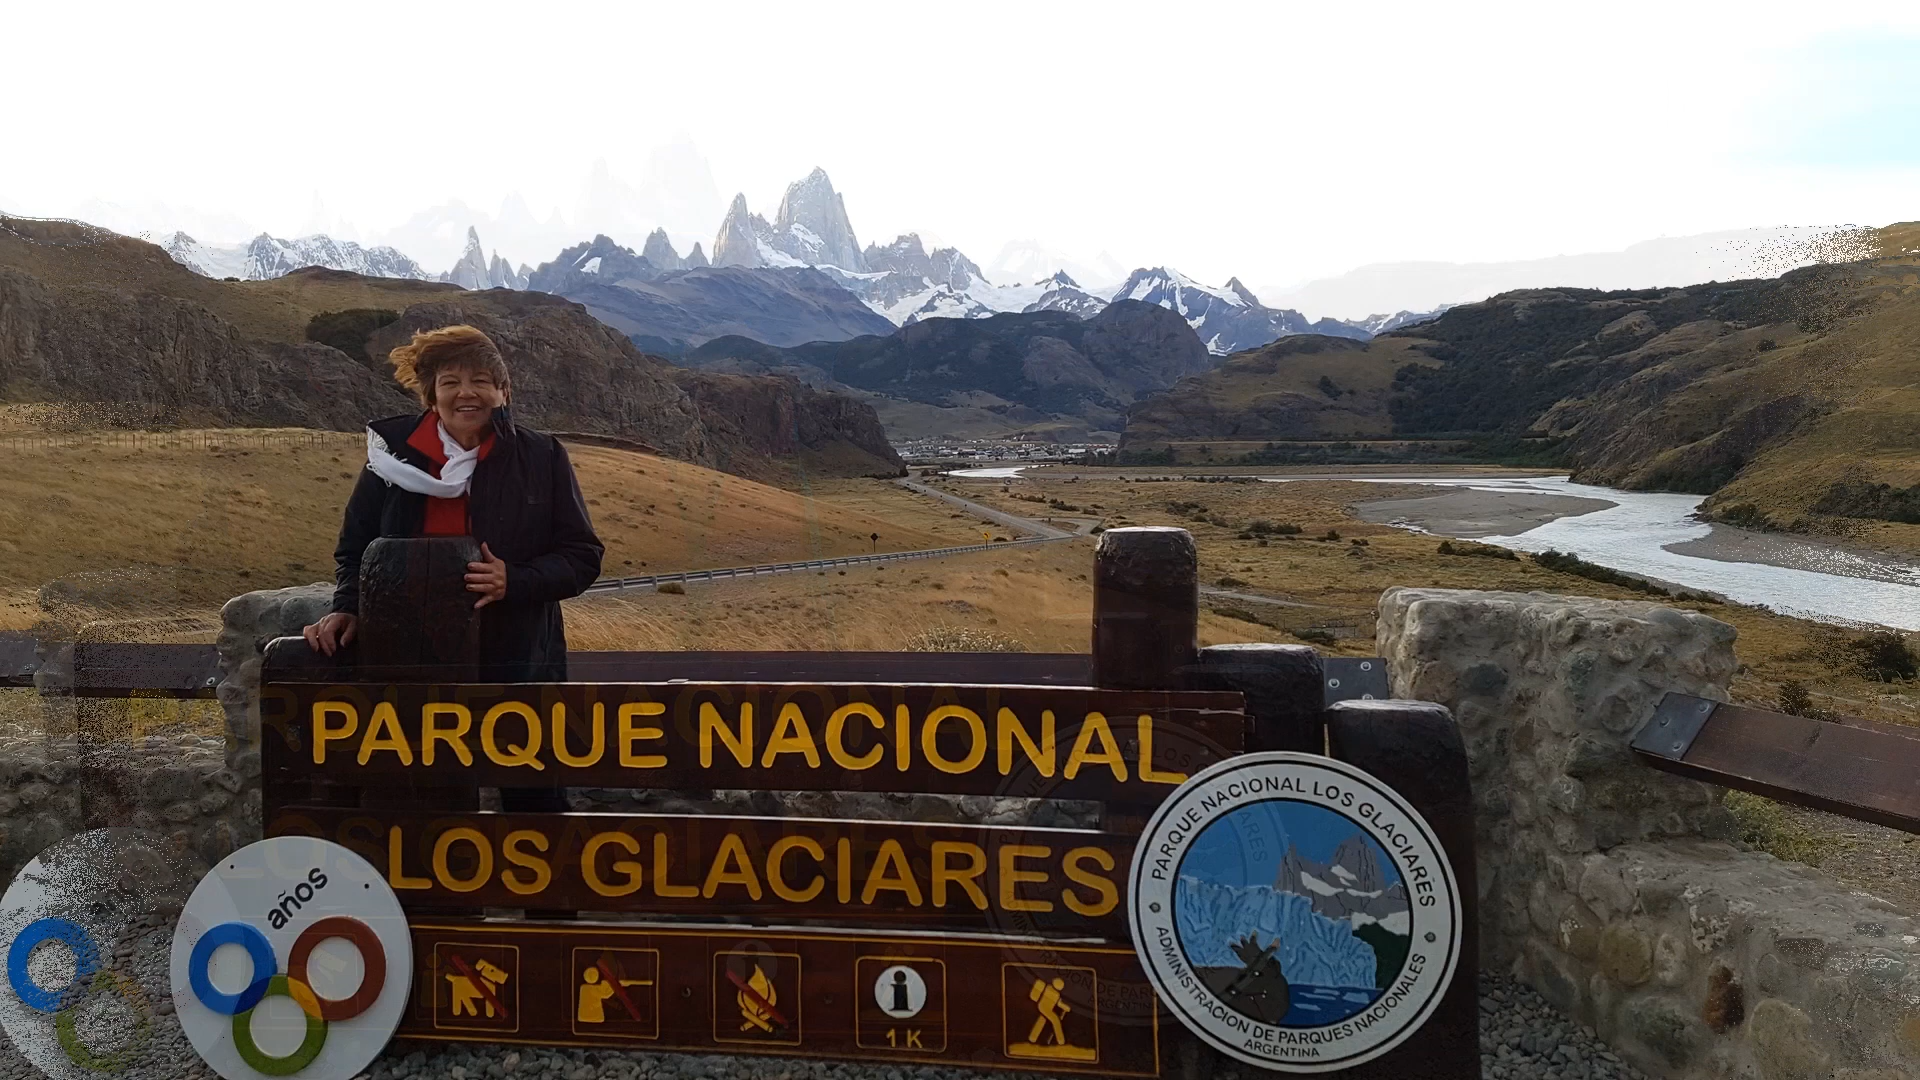 PARQUE NACIONAL
LOS GLACIARES
años
1 K
PARQUE NACIONAL LOS GLACIARES
ADMINISTRACION DE PARQUES NACIONALES
ARGENTINA